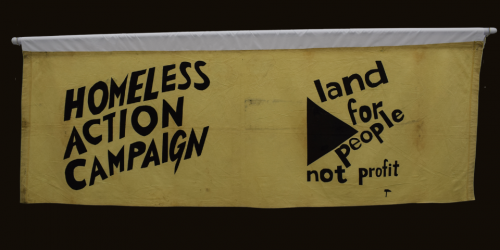 HOMELESS
ACTION
CAMPAIGN
land
for
people
not profit